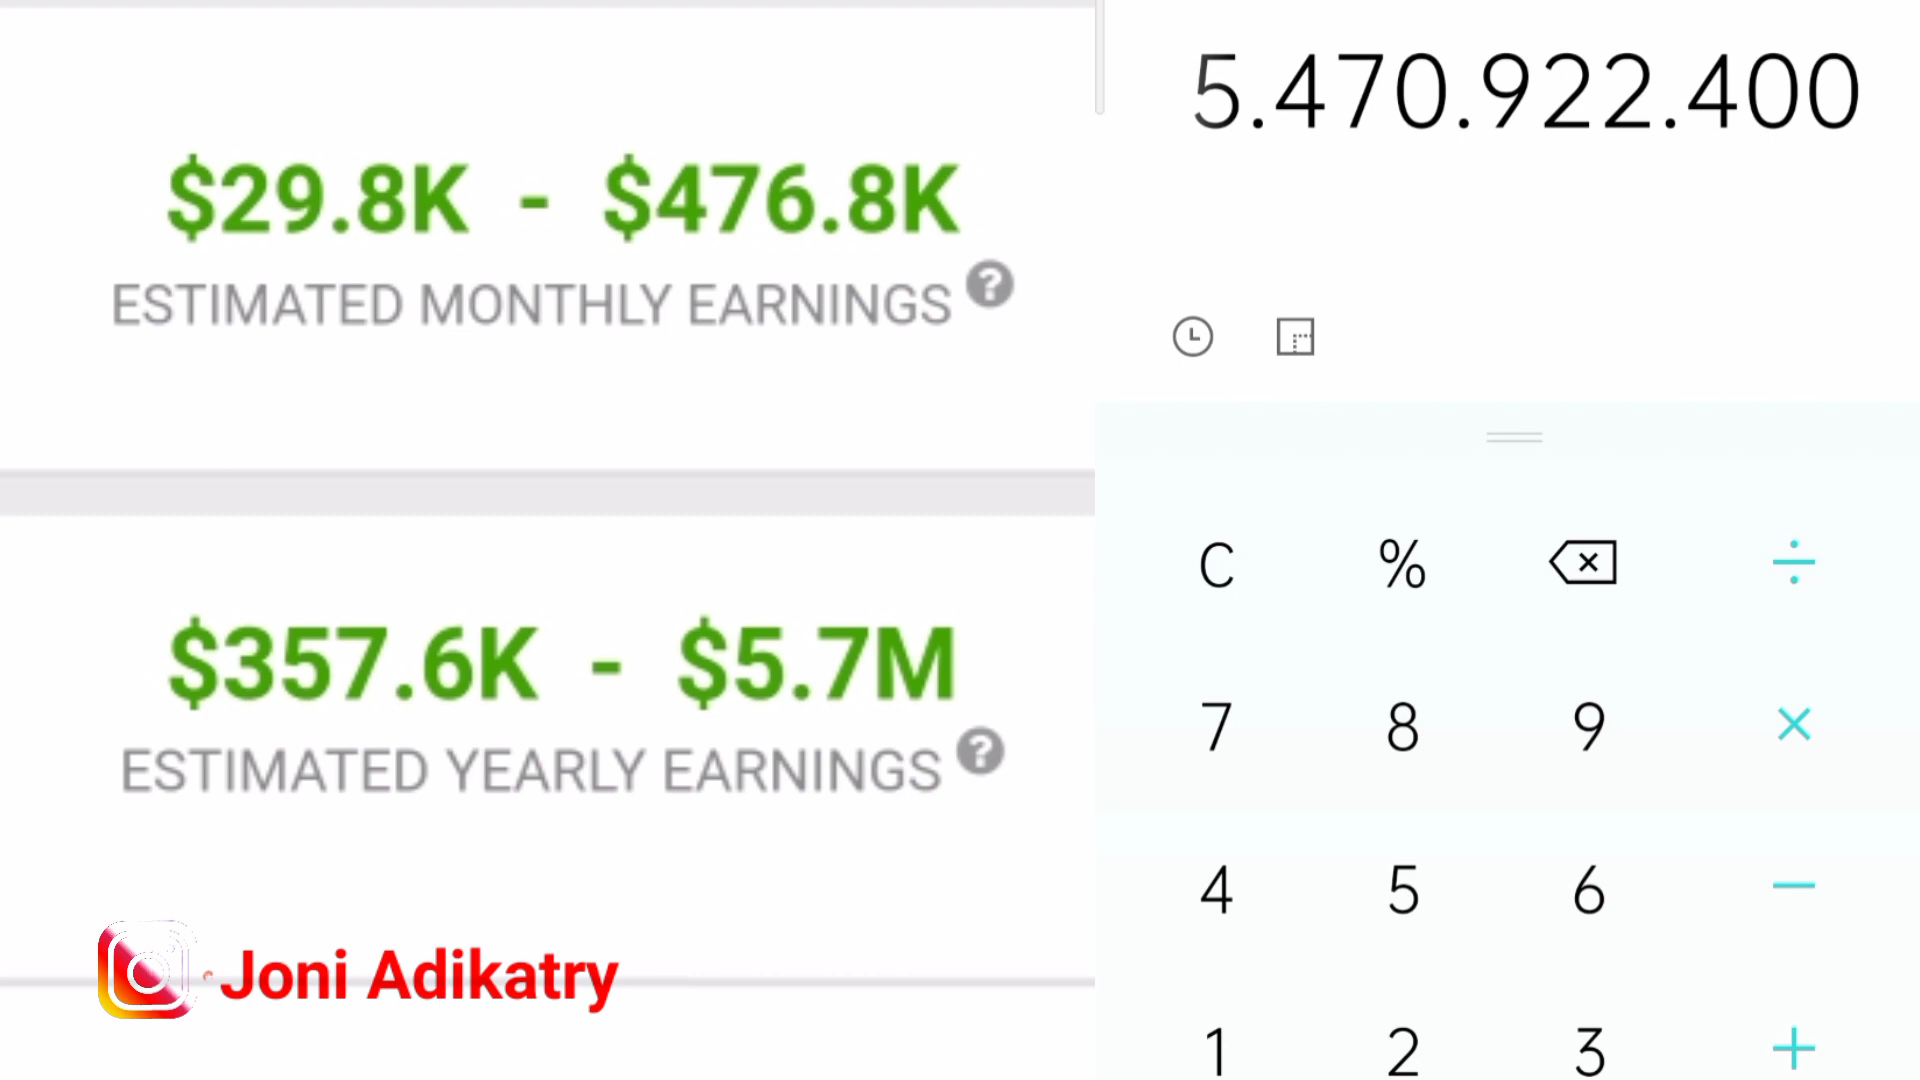 $29.8K - $476.8K
ESTIMATED MONTHLY EARNINGS ?
$357.6K - $5.7M
ESTIMATED YEARLY EARNINGS ?
Joni Adikatry
5.470.922.400
C % ÷
7 8 9 ×
4 5 6 −
1 2 3 +